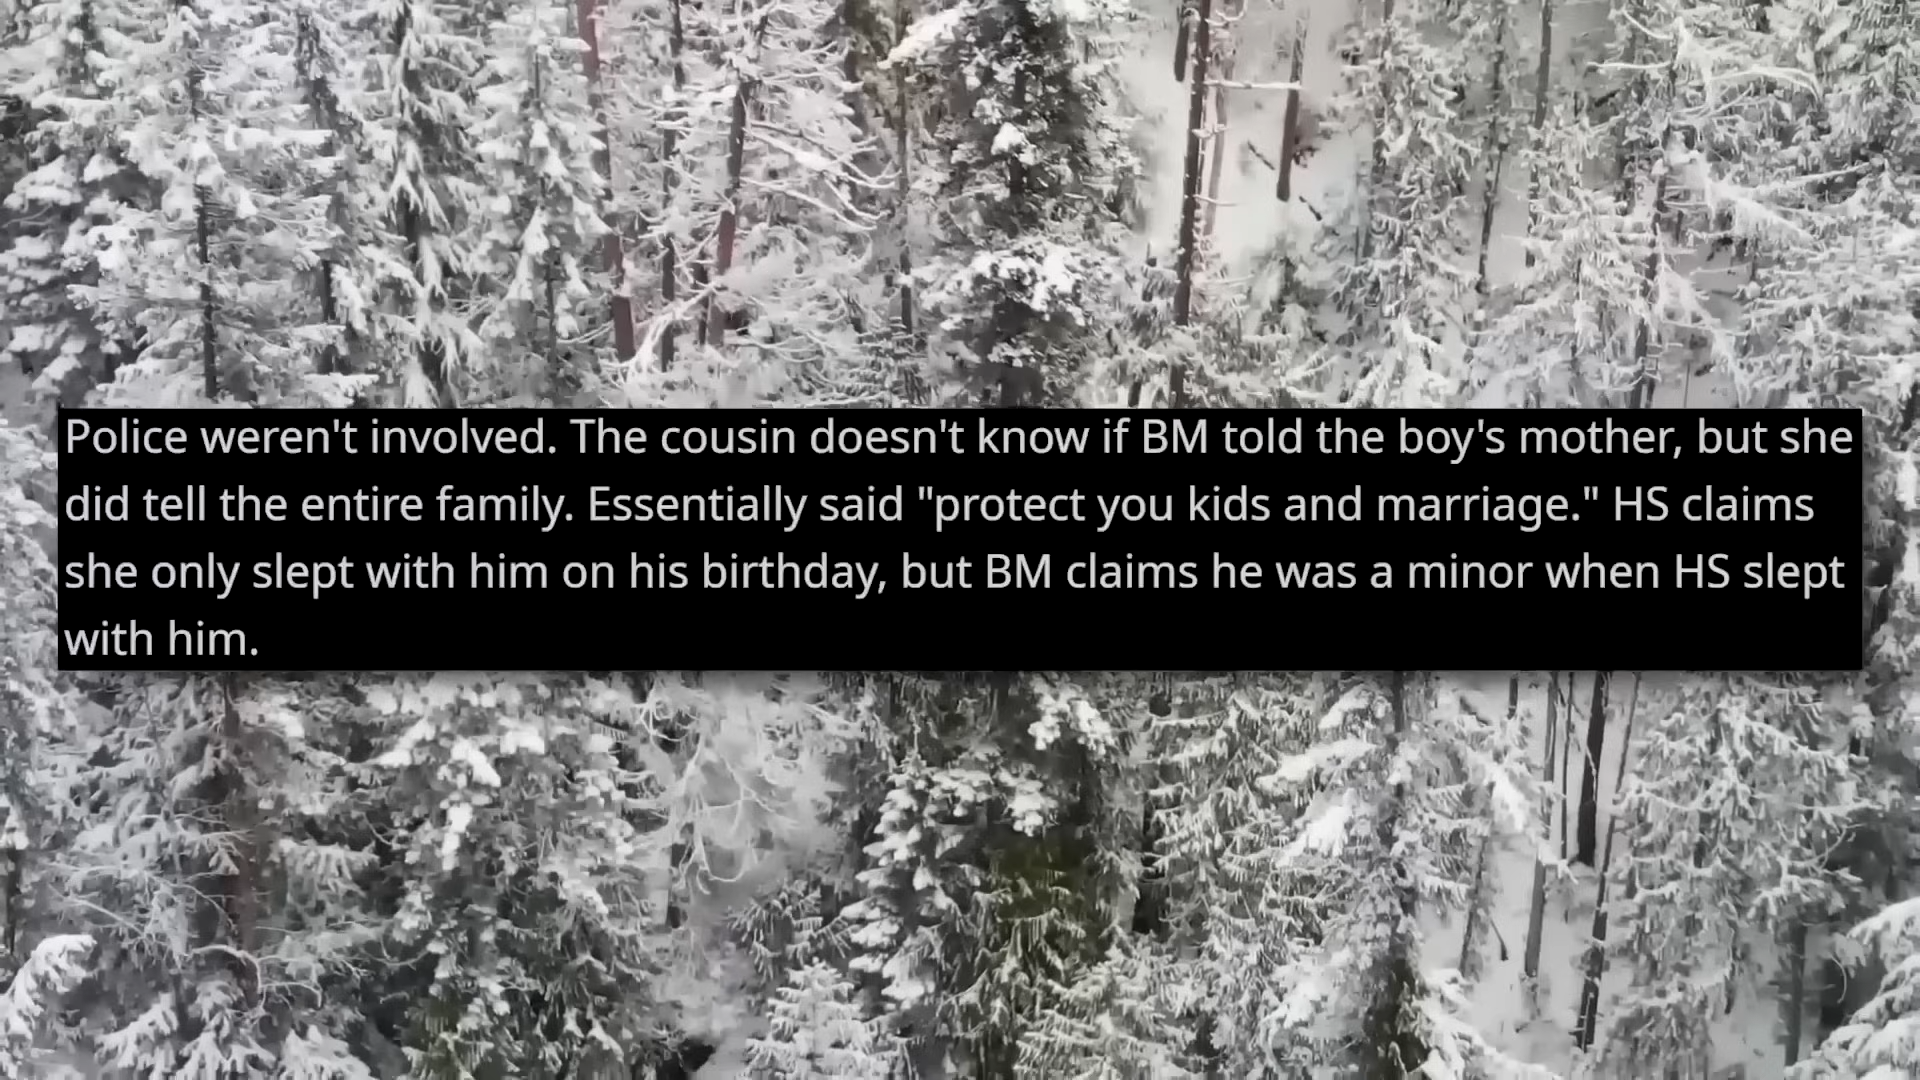 Police weren't involved. The cousin doesn't know if BM told the boy's mother, but she
did tell the entire family. Essentially said "protect you kids and marriage." HS claims
she only slept with him on his birthday, but BM claims he was a minor when HS slept
with him.